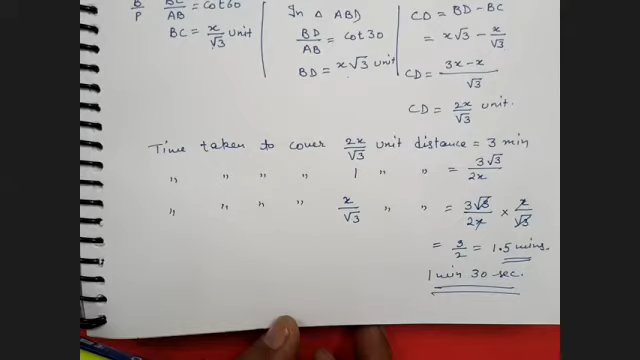 B/P BC/AB = cot 60
BC = x/√3 unit
In Δ ABD
BD/AB = cot 30
BD = x√3 unit
CD = BD - BC
= x√3 - x/√3
CD = 3x - x / √3
CD = 2x/√3 unit.
Time taken to cover 2x/√3 unit distance = 3 min
,, ,, ,, ,, 1 ,, ,, = 3√3/2x
,, ,, ,, ,, x/√3 ,, ,, = 3√3/2x × x/√3
= 3/2 = 1.5 mins.
1 min 30 sec.